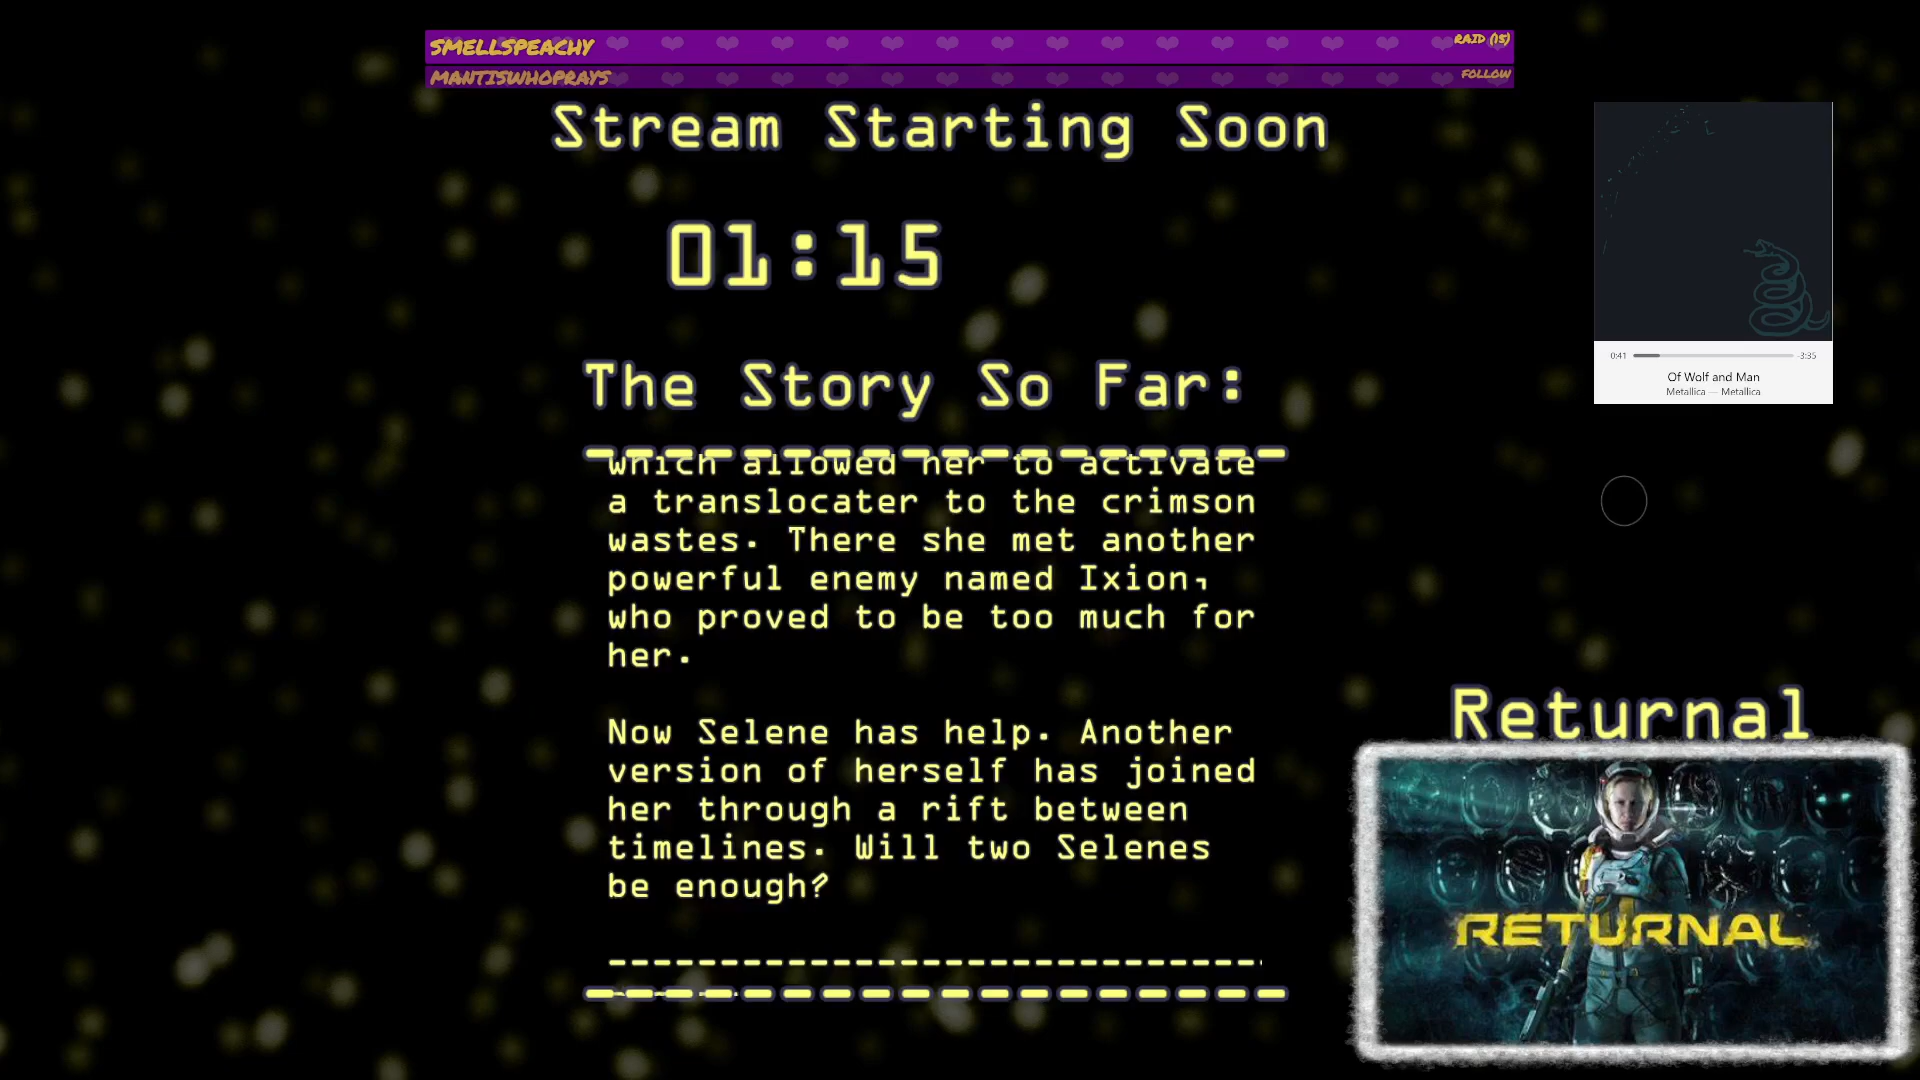 SMELLSPEACHY
RAID (15)
MANTISWHOPRAYS
FOLLOW
Stream Starting Soon
01:15
The Story So Far:
which allowed her to activate
a translocater to the crimson
wastes. There she met another
powerful enemy named Ixion,
who proved to be too much for
her.
Now Selene has help. Another
version of herself has joined
her through a rift between
timelines. Will two Selenes
be enough?
0:41
-3:35
Of Wolf and Man
Metallica — Metallica
Returnal
RETURNAL